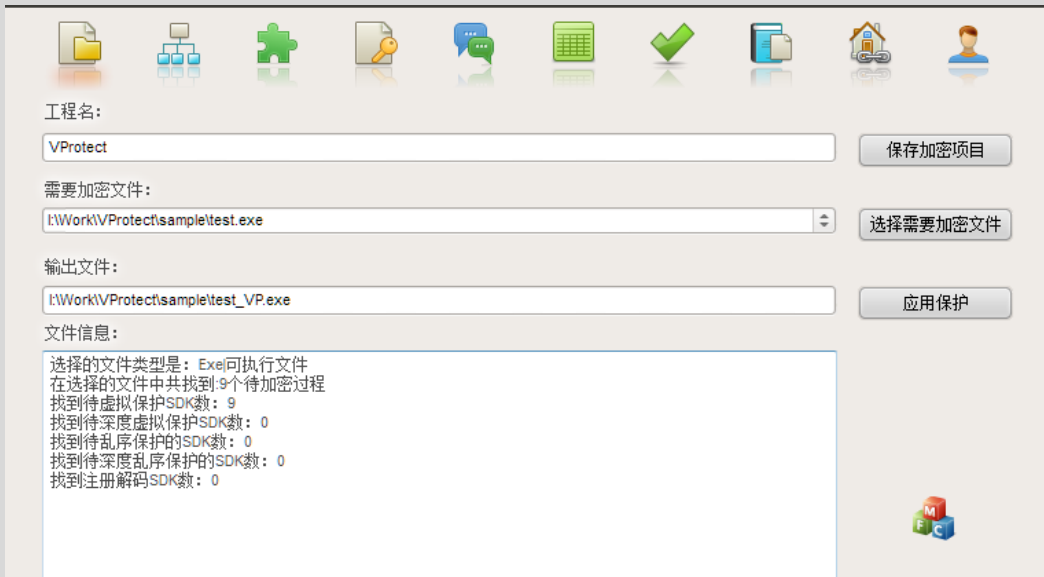 工程名：
VProtect
保存加密项目
需要加密文件：
I:\Work\VProtect\sample\test.exe
选择需要加密文件
输出文件：
I:\Work\VProtect\sample\test_VP.exe
应用保护
文件信息：
选择的文件类型是：Exe可执行文件
在选择的文件中共找到:9个待加密过程
找到待虚拟保护SDK数：9
找到待深度虚拟保护SDK数：0
找到待乱序保护的SDK数：0
找到待深度乱序保护的SDK数：0
找到注册解码SDK数：0
M
F C